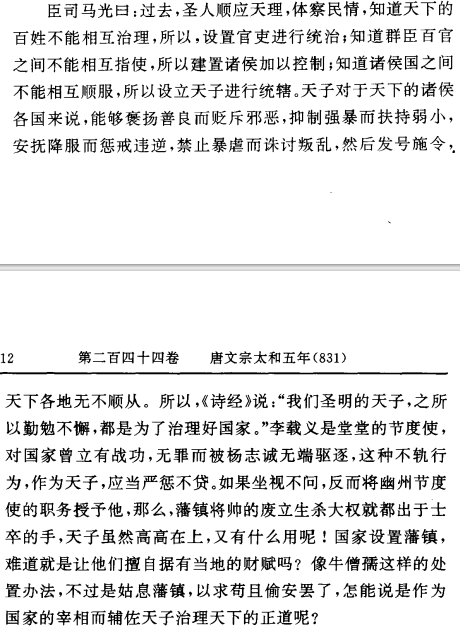 臣司马光曰:过去,圣人顺应天理,体察民情,知道天下的
百姓不能相互治理,所以,设置官吏进行统治;知道群臣百官
之间不能相互指使,所以建置诸侯加以控制;知道诸侯国之间
不能相互顺服,所以设立天子进行统辖。天子对于天下的诸侯
各国来说,能够褒扬善良而贬斥邪恶,抑制强暴而扶持弱小,
安抚降服而惩戒违逆,禁止暴虐而诛讨叛乱,然后发号施令,
12 第二百四十四卷 唐文宗太和五年(831)
天下各地无不顺从。所以,《诗经》说:“我们圣明的天子,之所
以勤勉不懈,都是为了治理好国家。”李载义是堂堂的节度使,
对国家曾立有战功,无罪而被杨志诚无端驱逐,这种不轨行
为,作为天子,应当严惩不贷。如果坐视不问,反而将幽州节度
使的职务授予他,那么,藩镇将帅的废立生杀大权就都出于士
卒的手,天子虽然高高在上,又有什么用呢!国家设置藩镇,
难道就是让他们擅自据有当地的财赋吗?像牛僧孺这样的处
置办法,不过是姑息藩镇,以求苟且偷安罢了,怎能说是作为
国家的宰相而辅佐天子治理天下的正道呢?